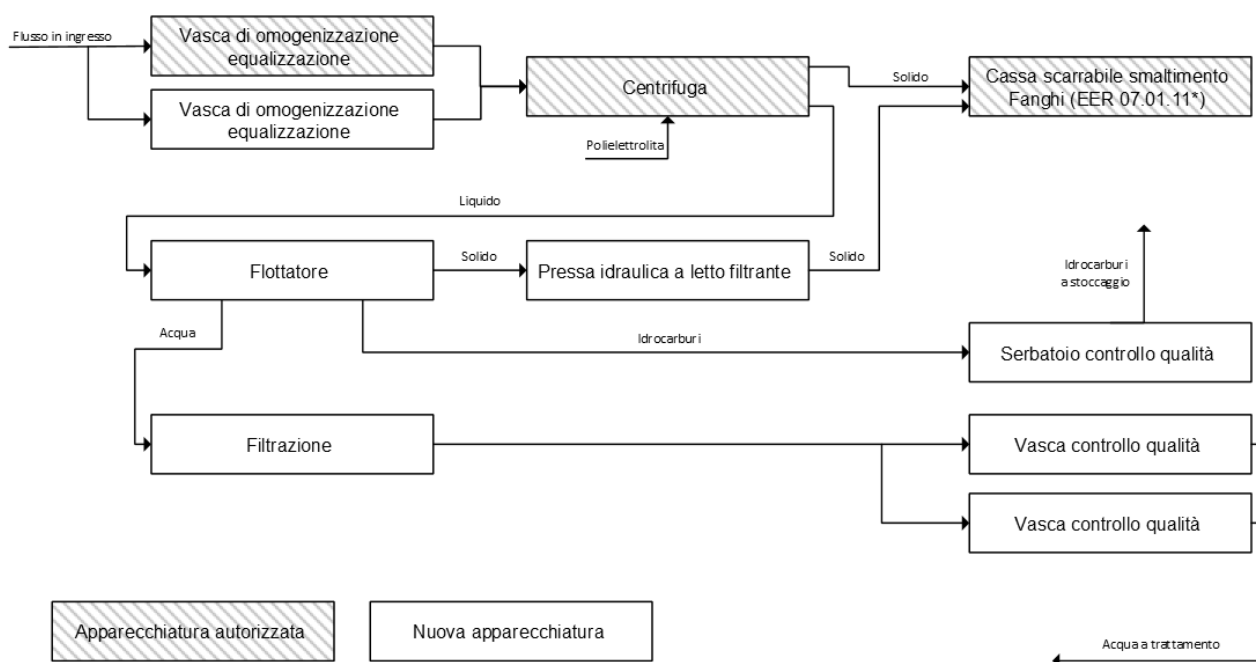 Flusso in ingresso
Vasca di omogenizzazione
equalizzazione
Vasca di omogenizzazione
equalizzazione
Centrifuga
Polielettrolita
Solido
Cassa scarrabile smaltimento
Fanghi (EER 07.01.11*)
Liquido
Flottatore
Solido
Pressa idraulica a letto filtrante
Solido
Idrocarburi
a stoccaggio
Acqua
Idrocarburi
Serbatoio controllo qualità
Filtrazione
Vasca controllo qualità
Vasca controllo qualità
Apparecchiatura autorizzata
Nuova apparecchiatura
Acqua a trattamento